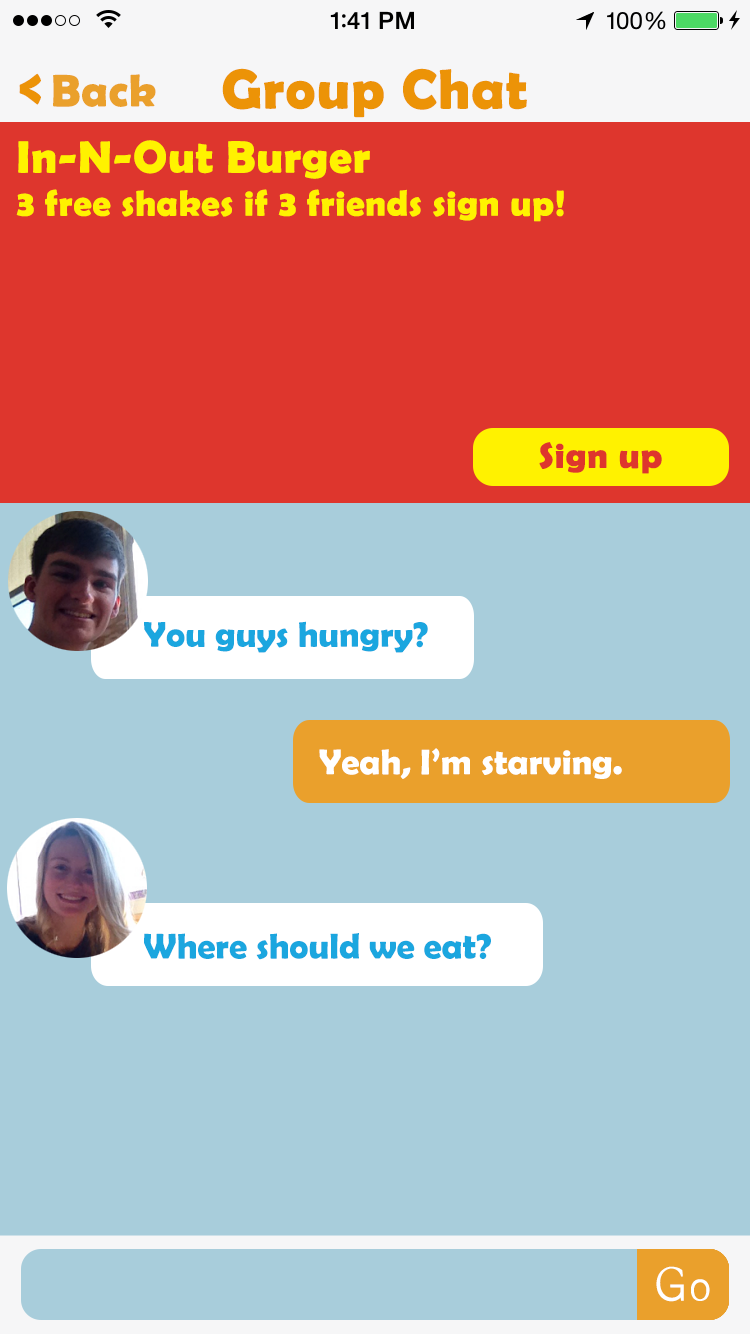 1:41 PM
100%
< Back
Group Chat
In-N-Out Burger
3 free shakes if 3 friends sign up!
Sign up
You guys hungry?
Yeah, I'm starving.
Where should we eat?
Go